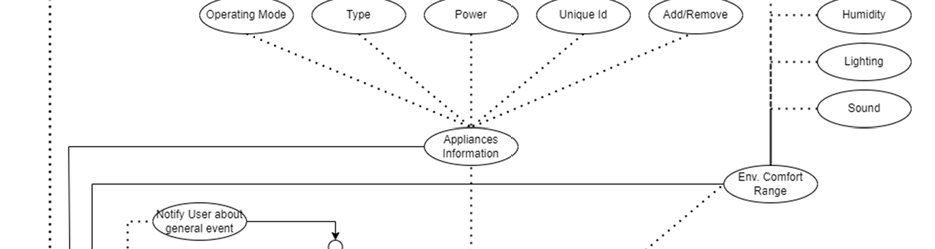 Operating Mode
Type
Power
Unique Id
Add/Remove
Humidity
Lighting
Sound
Appliances
Information
Env. Comfort
Range
Notify User about
general event